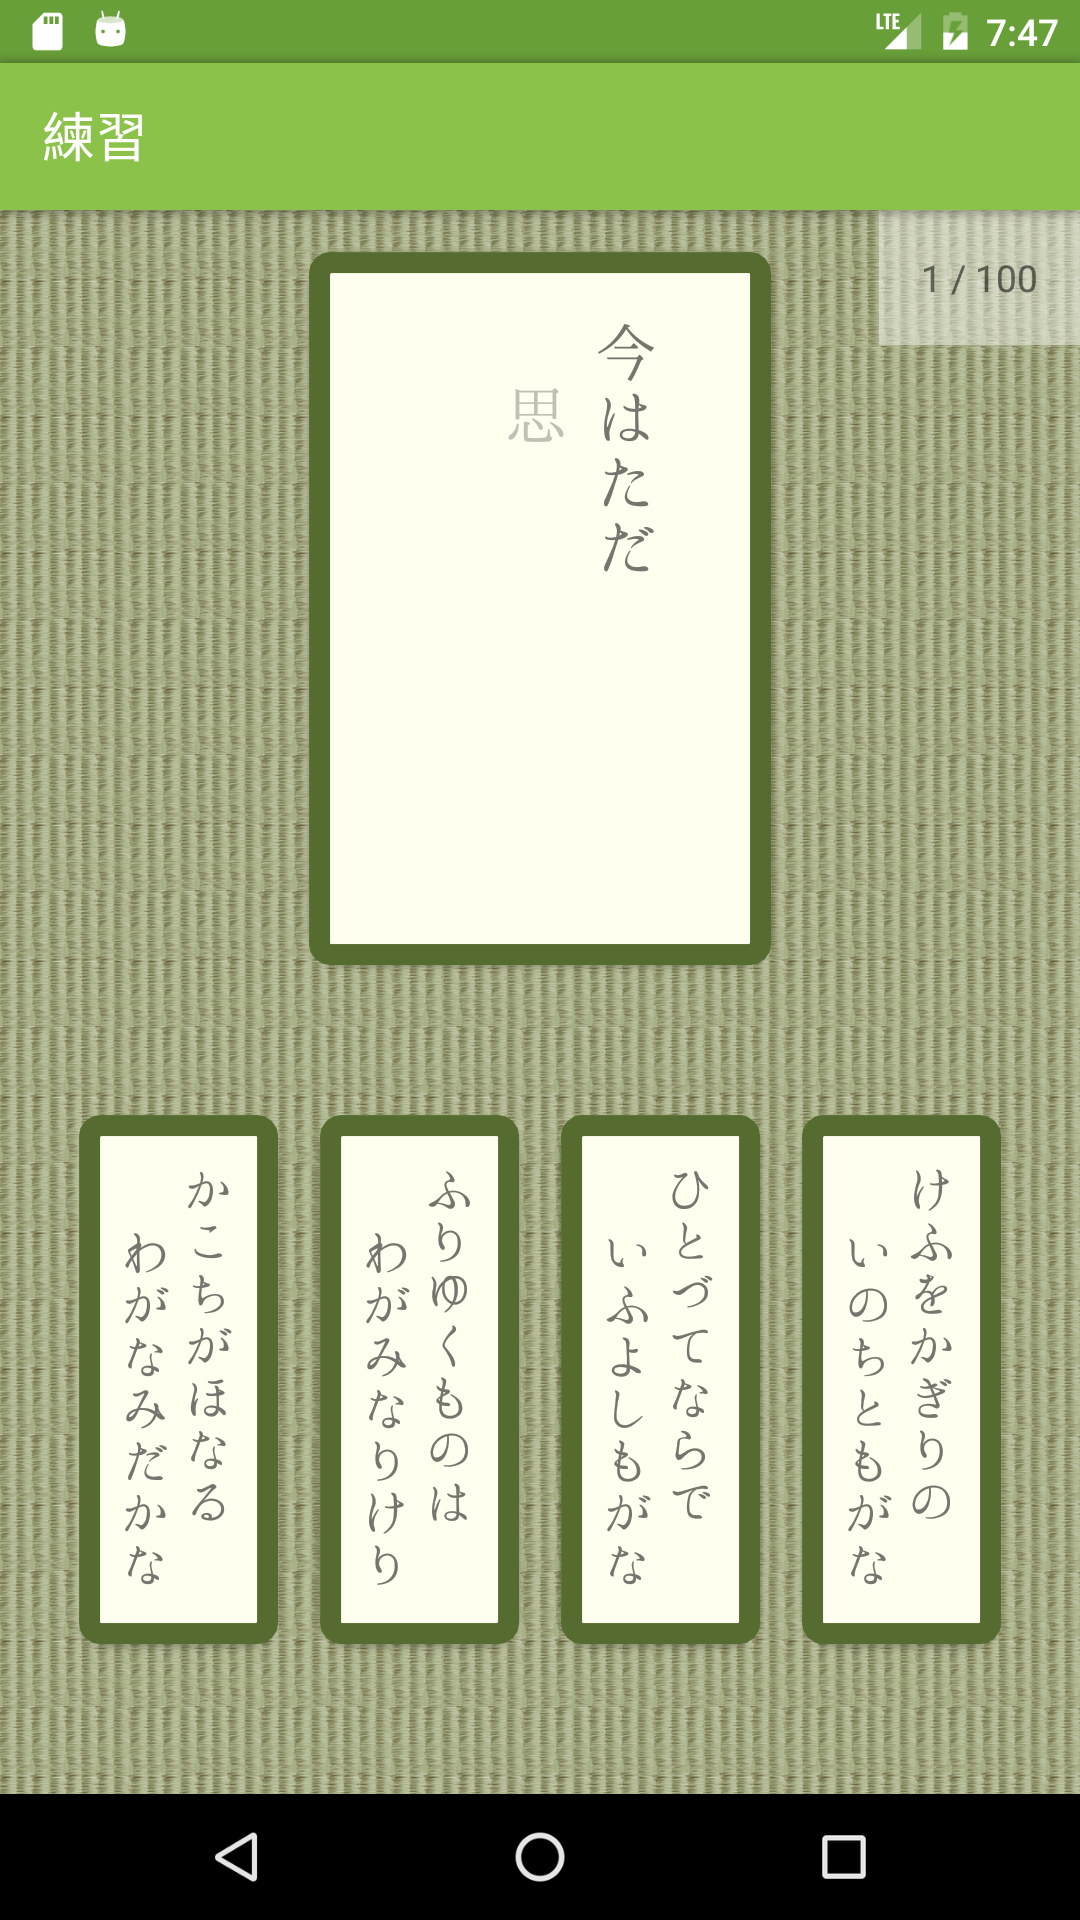 LTE 7:47
練習
1 / 100
今はただ
思
けふをかぎりの
いのちともがな
ひとづてならで
いふよしもがな
ふりゆくものは
わがみなりけり
かこちがほなる
わがなみだかな